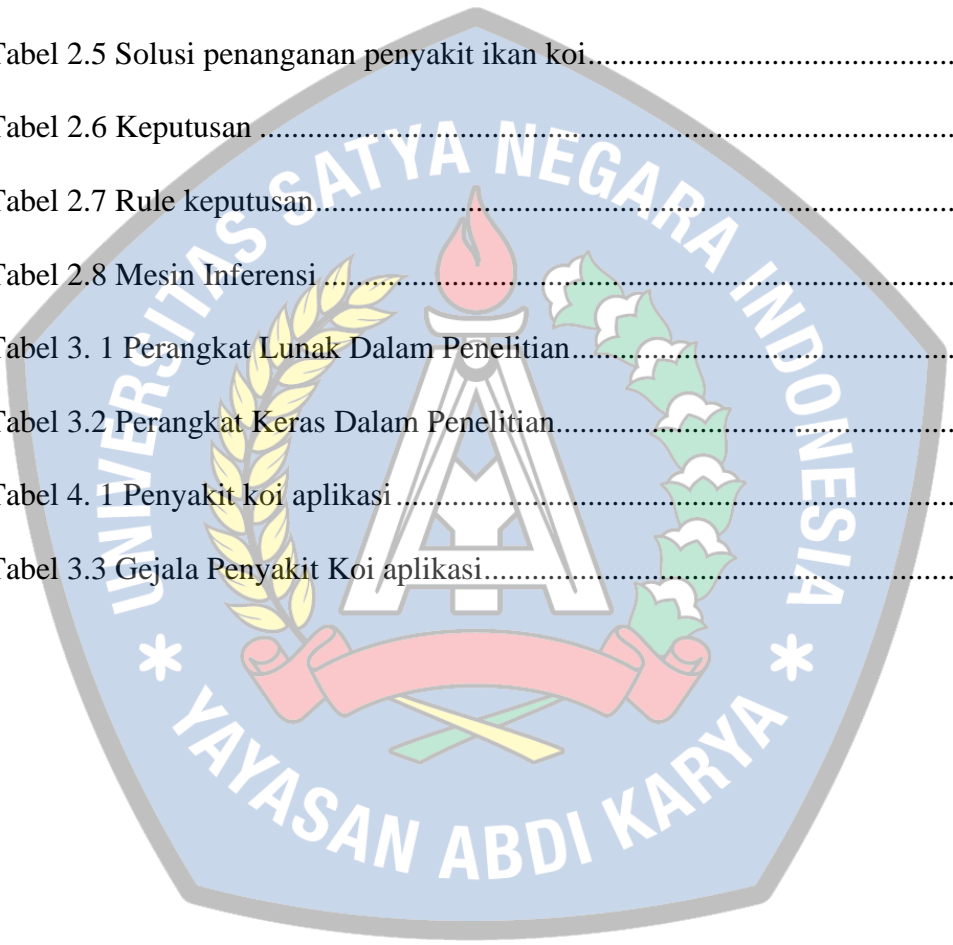 Tabel 2.5 Solusi penanganan penyakit ikan koi....................................................
Tabel 2.6 Keputusan ....................................................
Tabel 2.7 Rule keputusan....................................................
Tabel 2.8 Mesin Inferensi ....................................................
Tabel 3. 1 Perangkat Lunak Dalam Penelitian ....................................................
Tabel 3.2 Perangkat Keras Dalam Penelitian....................................................
Tabel 4. 1 Penyakit koi aplikasi ....................................................
Tabel 3.3 Gejala Penyakit Koi aplikasi....................................................
UNIVERSITAS SATYA NEGARA INDONESIA
* YAYASAN ABDI KARYA *